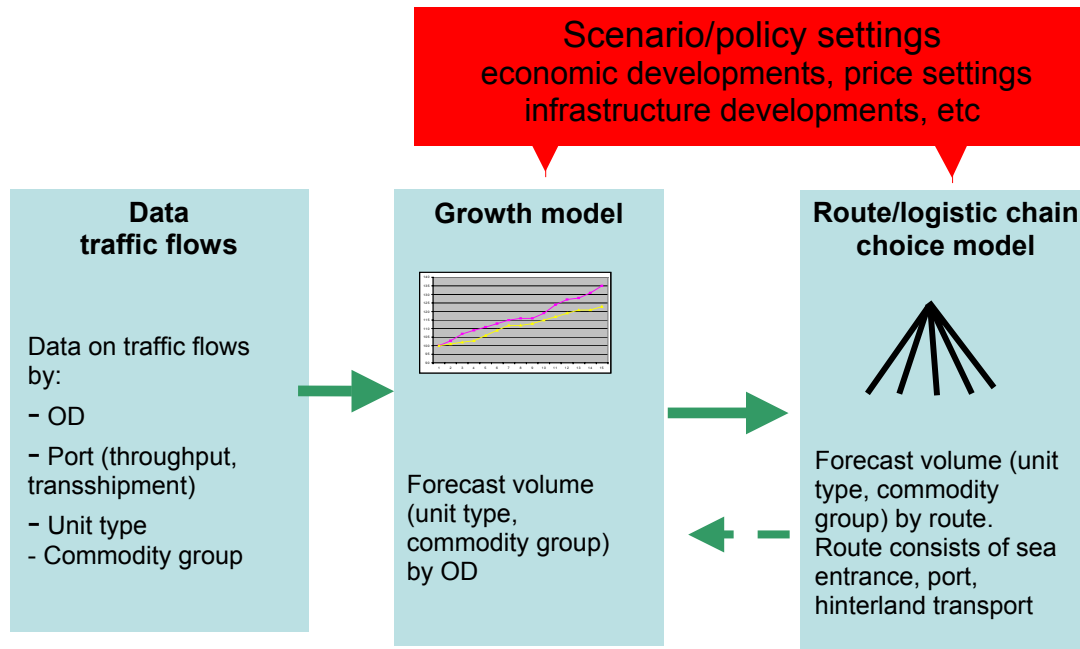 Scenario/policy settings
economic developments, price settings
infrastructure developments, etc
Data
traffic flows
Data on traffic flows
by:
- OD
- Port (throughput,
transshipment)
- Unit type
- Commodity group
Growth model
Forecast volume
(unit type,
commodity group)
by OD
Route/logistic chain
choice model
Forecast volume (unit
type, commodity
group) by route.
Route consists of sea
entrance, port,
hinterland transport